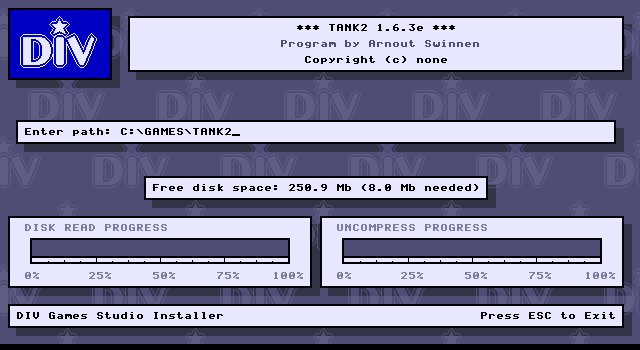 DIV
*** TANK2 1.6.3e ***
Program by Arnout Swinnen
Copyright (c) none
Enter path: C:\GAMES\TANK2_
Free disk space: 250.9 Mb (8.0 Mb needed)
DISK READ PROGRESS
0% 25% 50% 75% 100%
UNCOMPRESS PROGRESS
0% 25% 50% 75% 100%
DIV Games Studio Installer
Press ESC to Exit